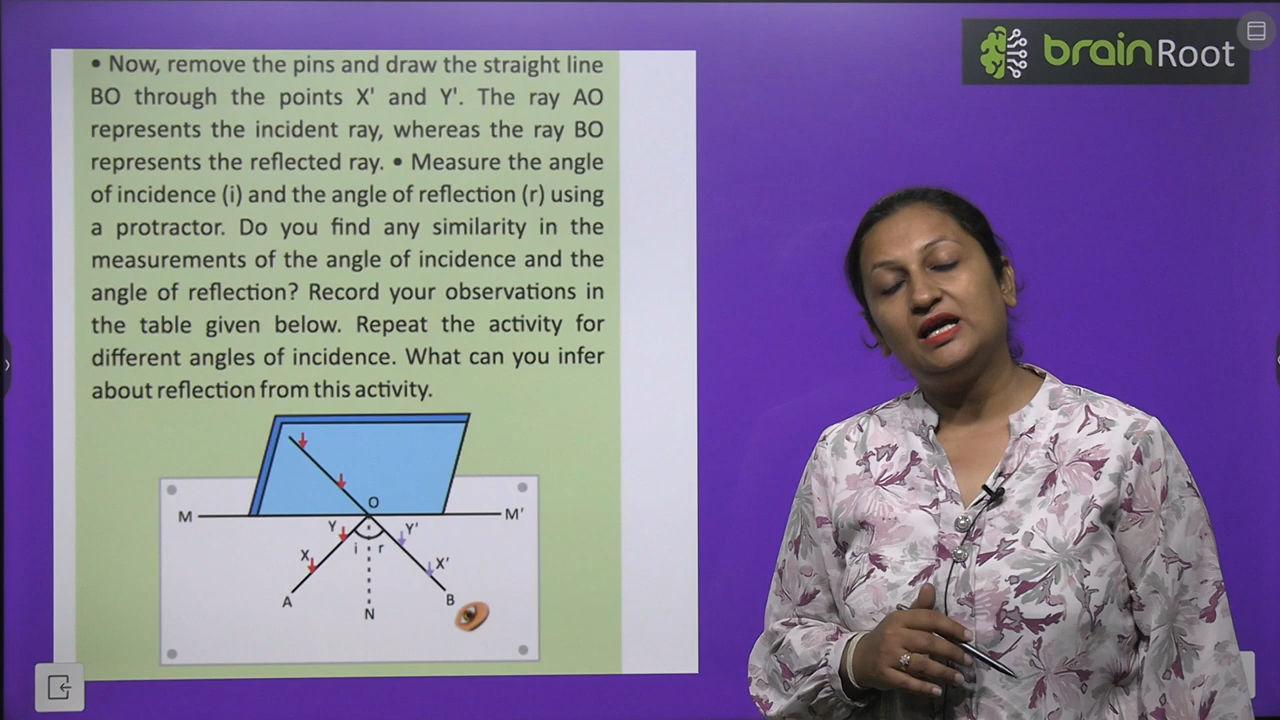 brainRoot
• Now, remove the pins and draw the straight line
BO through the points X' and Y'. The ray AO
represents the incident ray, whereas the ray BO
represents the reflected ray. • Measure the angle
of incidence (i) and the angle of reflection (r) using
a protractor. Do you find any similarity in the
measurements of the angle of incidence and the
angle of reflection? Record your observations in
the table given below. Repeat the activity for
different angles of incidence. What can you infer
about reflection from this activity.
O
M
M'
Y
Y'
i
r
X
X'
A
B
N